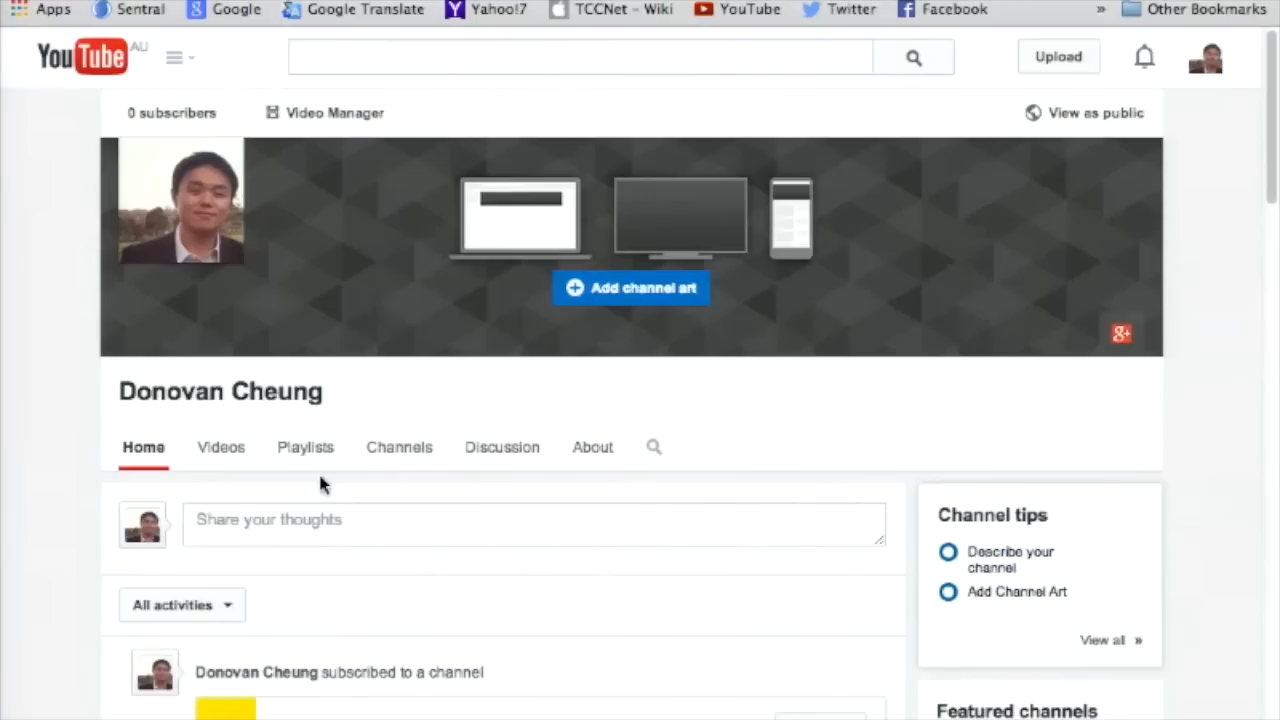 Apps Sentral Google Google Translate Yahoo!7 TCCNet – Wiki YouTube Twitter Facebook » Other Bookmarks
YouTube AU Upload
0 subscribers Video Manager View as public
Add channel art
g+
Donovan Cheung
Home Videos Playlists Channels Discussion About
Share your thoughts
Channel tips
Describe your
channel
Add Channel Art
All activities
View all »
Donovan Cheung subscribed to a channel
Featured channels